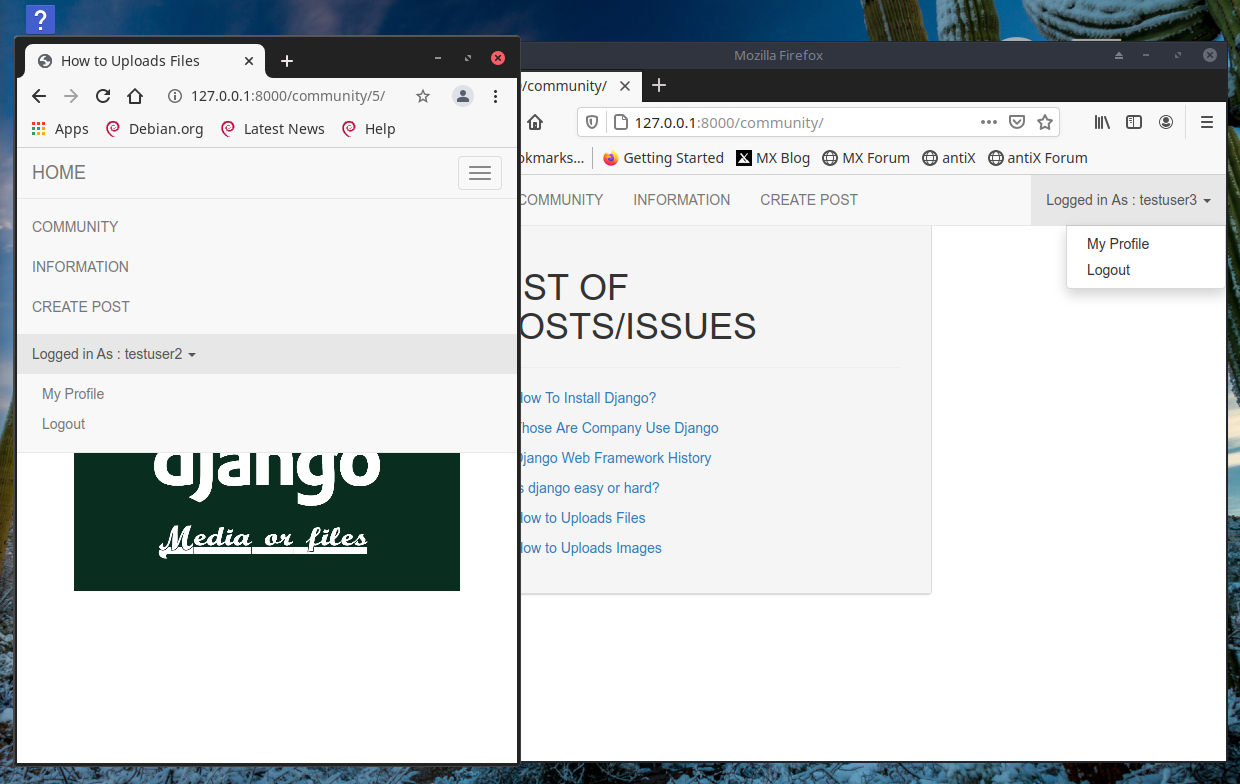 ?
How to Uploads Files
127.0.0.1:8000/community/5/
Apps Debian.org Latest News Help
HOME
COMMUNITY
INFORMATION
CREATE POST
Logged in As : testuser2
My Profile
Logout
django
Media or files
Mozilla Firefox
/community/
127.0.0.1:8000/community/
okmarks... Getting Started MX Blog MX Forum antiX antiX Forum
COMMUNITY INFORMATION CREATE POST Logged in As : testuser3
My Profile
Logout
ST OF
OSTS/ISSUES
ow To Install Django?
hose Are Company Use Django
Django Web Framework History
s django easy or hard?
ow to Uploads Files
ow to Uploads Images